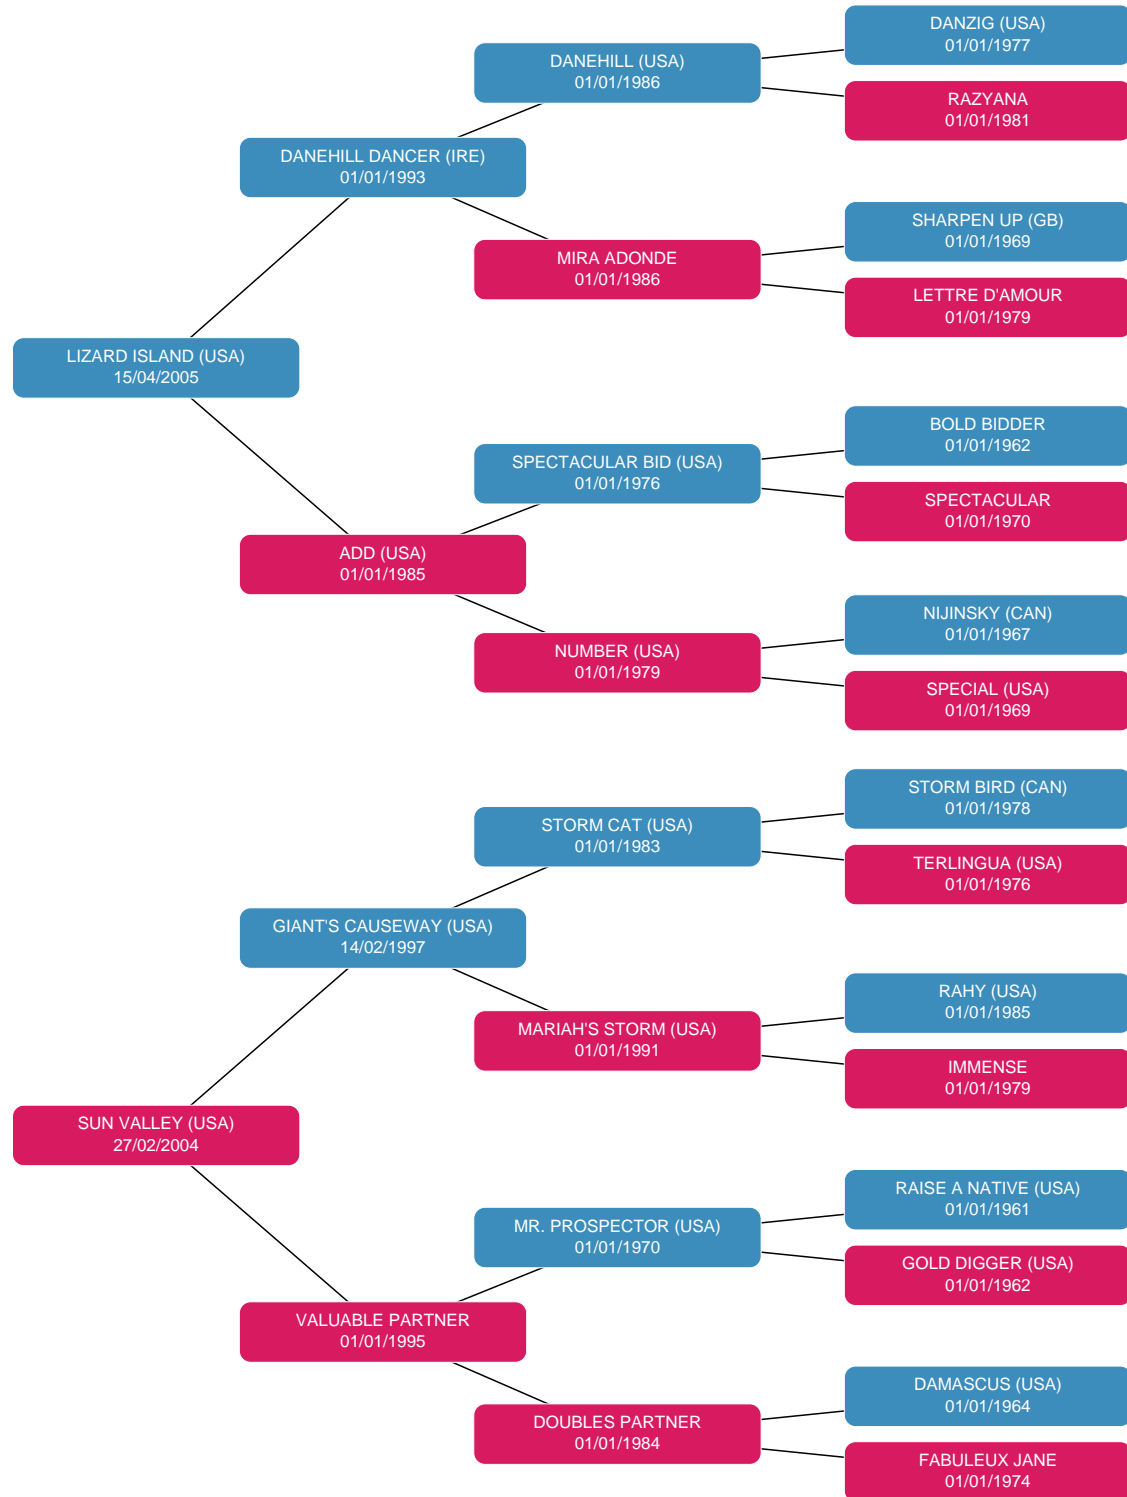 DANZIG (USA)
01/01/1977
DANEHILL (USA)
01/01/1986
RAZYANA
01/01/1981
DANEHILL DANCER (IRE)
01/01/1993
SHARPEN UP (GB)
01/01/1969
MIRA ADONDE
01/01/1986
LETTRE D'AMOUR
01/01/1979
LIZARD ISLAND (USA)
15/04/2005
BOLD BIDDER
01/01/1962
SPECTACULAR BID (USA)
01/01/1976
SPECTACULAR
01/01/1970
ADD (USA)
01/01/1985
NIJINSKY (CAN)
01/01/1967
NUMBER (USA)
01/01/1979
SPECIAL (USA)
01/01/1969
STORM BIRD (CAN)
01/01/1978
STORM CAT (USA)
01/01/1983
TERLINGUA (USA)
01/01/1976
GIANT'S CAUSEWAY (USA)
14/02/1997
RAHY (USA)
01/01/1985
MARIAH'S STORM (USA)
01/01/1991
IMMENSE
01/01/1979
SUN VALLEY (USA)
27/02/2004
RAISE A NATIVE (USA)
01/01/1961
MR. PROSPECTOR (USA)
01/01/1970
GOLD DIGGER (USA)
01/01/1962
VALUABLE PARTNER
01/01/1995
DAMASCUS (USA)
01/01/1964
DOUBLES PARTNER
01/01/1984
FABULEUX JANE
01/01/1974